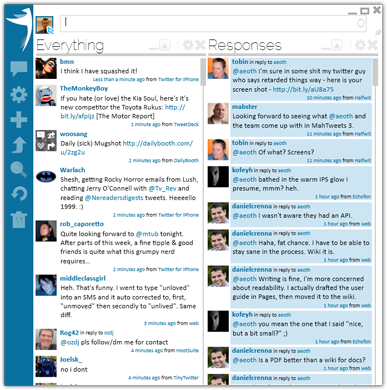 Everything
bmn
I think I have squashed it!
Less than a minute ago from Twitter for iPhone
TheMonkeyBoy
If you hate (or love) the Kia Soul, here's it's
new competitor the Toyota Rukus: http://
bit.ly/afpljz [The Motor Report]
1 minute ago from TweetDeck
woosang
Daily (sick) Mugshot http://dailybooth.com/
u/2zg2u
2 minutes ago from DailyBooth
Warlach
Shesh, getting Rocky Horror emails from Lush,
chatting Jerry O'Connell with @Tv_Rev and
reading @Nereadersdigests tweets. Heeeello
1999. :)
2 minutes ago from Twitter for iPhone
rob_caporetto
Quite looking forward to @mtub tonight.
After parts of this week, a fine tipple & good
friends is quite what this grumpy nerd
requires...
2 minutes ago from Twitter for iPhone
middleclassgirl
Heh. That's funny. I went to type "unloved"
into an SMS and it auto corrected to, first,
"unmoved" then secondly to "unlived". Same
diff.
3 minutes ago from web
Rog42 in reply to ozdj
@ozdj pls follow/dm me for contact
4 minutes ago from HootSuite
Joelsk_
no i dont
4 minutes ago from TinyTwitter
Responses
tobin in reply to aeoth
@aeoth I'm sure in some shit my twitter guy
who says retarded things way - here is your
screen shot - http://bit.ly/aU8a75
10 minutes ago from Halfwit
mabster
Looking forward to seeing what @aeoth and
the team come up with in MahTweets 3.
11 minutes ago from Halfwit
tobin in reply to aeoth
@aeoth Of what? Screens?
11 minutes ago from Halfwit
kofeyh in reply to aeoth
@aeoth bathed in the warm IPS glow I
presume, mmm? heh.
1 hour ago from Echofon
danielcrenna in reply to aeoth
@aeoth I wasn't aware they had an API.
1 hour ago from web
danielcrenna in reply to aeoth
@aeoth Haha, fat chance. I have to be able to
stay sane in the process. Wiki it is.
1 hour ago from web
danielcrenna in reply to aeoth
@aeoth Writing is fine, I'm more concerned
about readability. I actually drafted the user
guide in Pages, then moved it to the wiki.
1 hour ago from web
kofeyh in reply to aeoth
@aeoth you mean the one that I said "nice,
but a bit small?" ;)
1 hour ago from Echofon
danielcrenna in reply to aeoth
@aeoth is a PDF better than a wiki for docs?
1 hour ago from web